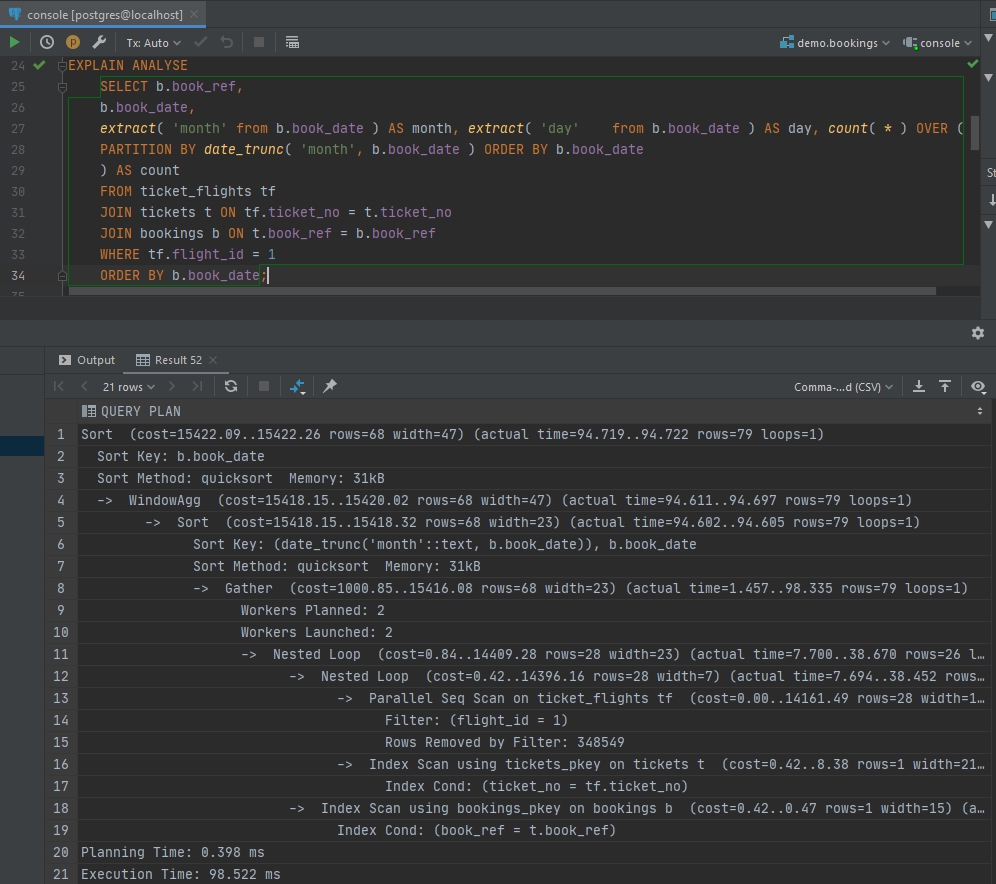 console [postgres@localhost]
Tx: Auto
demo.bookings
console
24 EXPLAIN ANALYSE
25 SELECT b.book_ref,
26 b.book_date,
27 extract( 'month' from b.book_date ) AS month, extract( 'day'    from b.book_date ) AS day, count( * ) OVER (
28 PARTITION BY date_trunc( 'month', b.book_date ) ORDER BY b.book_date
29 ) AS count
30 FROM ticket_flights tf
31 JOIN tickets t ON tf.ticket_no = t.ticket_no
32 JOIN bookings b ON t.book_ref = b.book_ref
33 WHERE tf.flight_id = 1
34 ORDER BY b.book_date;
35
St
Output
Result 52
21 rows
Comma-...d (CSV)
QUERY PLAN
1 Sort  (cost=15422.09..15422.26 rows=68 width=47) (actual time=94.719..94.722 rows=79 loops=1)
2 Sort Key: b.book_date
3 Sort Method: quicksort  Memory: 31kB
4 ->  WindowAgg  (cost=15418.15..15420.02 rows=68 width=47) (actual time=94.611..94.697 rows=79 loops=1)
5 ->  Sort  (cost=15418.15..15418.32 rows=68 width=23) (actual time=94.602..94.605 rows=79 loops=1)
6 Sort Key: (date_trunc('month'::text, b.book_date)), b.book_date
7 Sort Method: quicksort  Memory: 31kB
8 ->  Gather  (cost=1000.85..15416.08 rows=68 width=23) (actual time=1.457..98.335 rows=79 loops=1)
9 Workers Planned: 2
10 Workers Launched: 2
11 ->  Nested Loop  (cost=0.84..14409.28 rows=28 width=23) (actual time=7.700..38.670 rows=26 l…
12 ->  Nested Loop  (cost=0.42..14396.16 rows=28 width=7) (actual time=7.694..38.452 rows…
13 ->  Parallel Seq Scan on ticket_flights tf  (cost=0.00..14161.49 rows=28 width=1…
14 Filter: (flight_id = 1)
15 Rows Removed by Filter: 348549
16 ->  Index Scan using tickets_pkey on tickets t  (cost=0.42..8.38 rows=1 width=21…
17 Index Cond: (ticket_no = tf.ticket_no)
18 ->  Index Scan using bookings_pkey on bookings b  (cost=0.42..0.47 rows=1 width=15) (a…
19 Index Cond: (book_ref = t.book_ref)
20 Planning Time: 0.398 ms
21 Execution Time: 98.522 ms